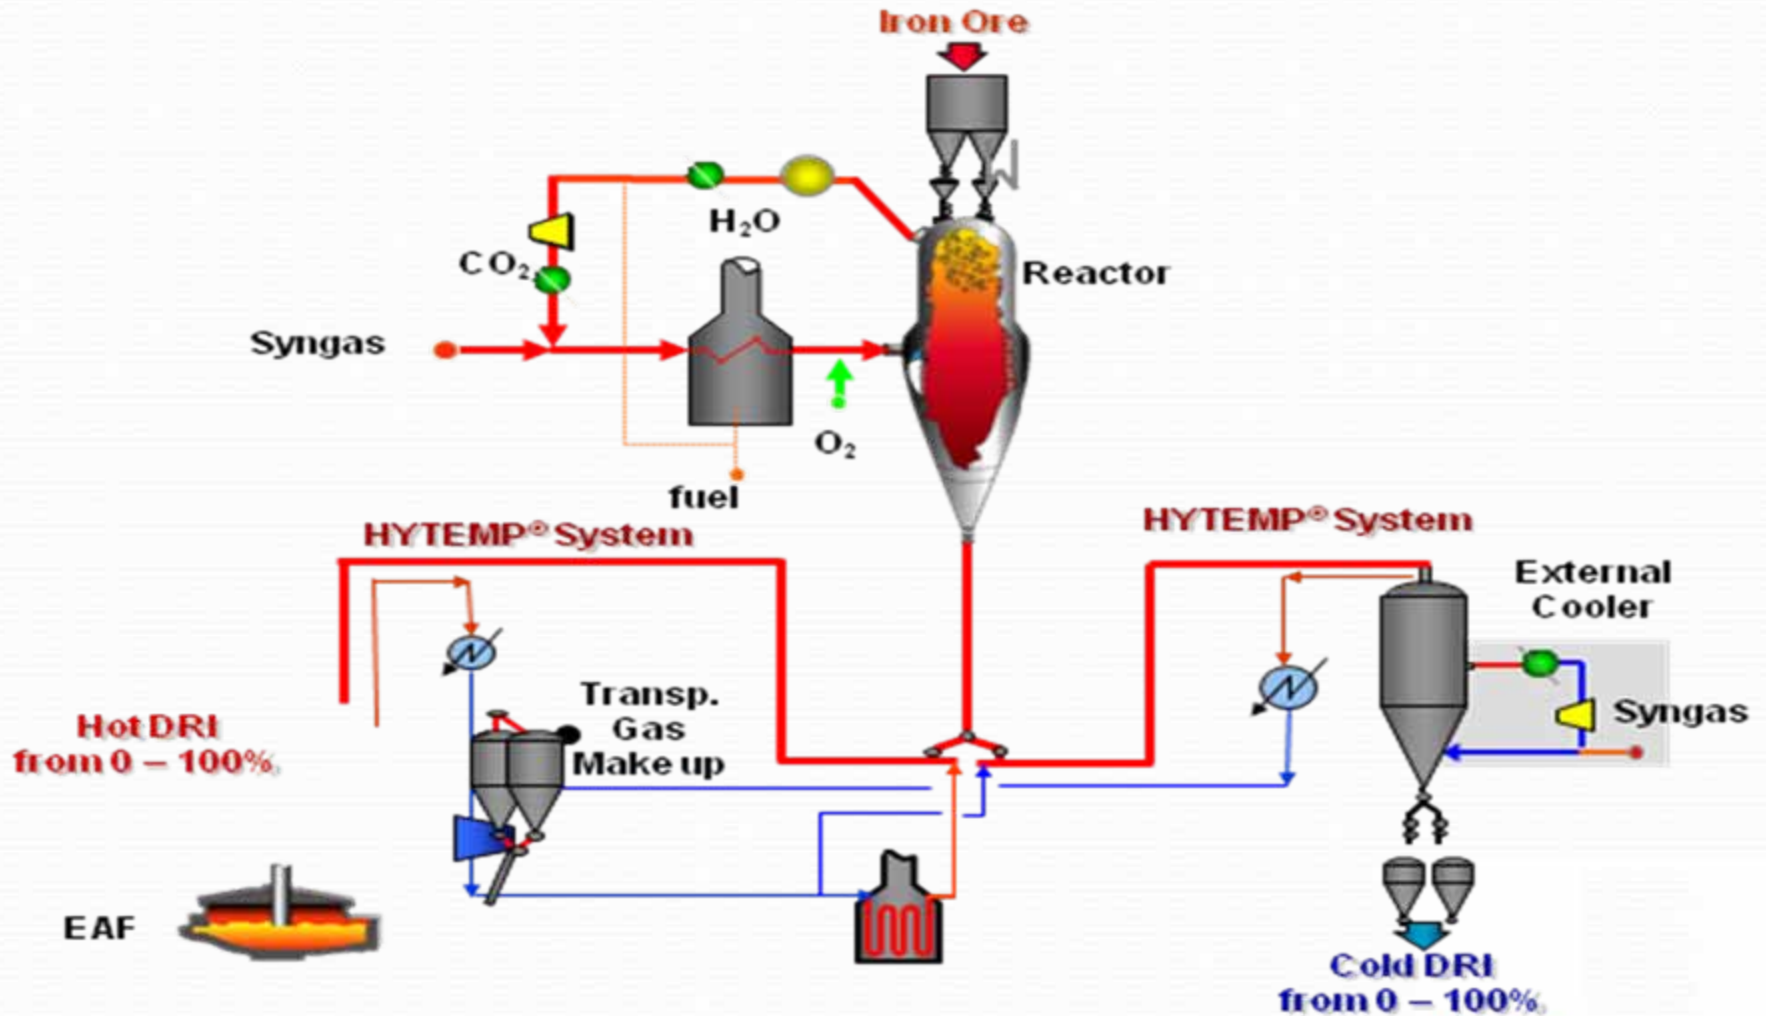 Iron Ore
H₂O
CO₂
Reactor
Syngas
O₂
fuel
HYTEMP® System
HYTEMP® System
External
Cooler
Transp.
Gas
Make up
Syngas
Hot DRI
from 0 – 100%
EAF
Cold DRI
from 0 – 100%